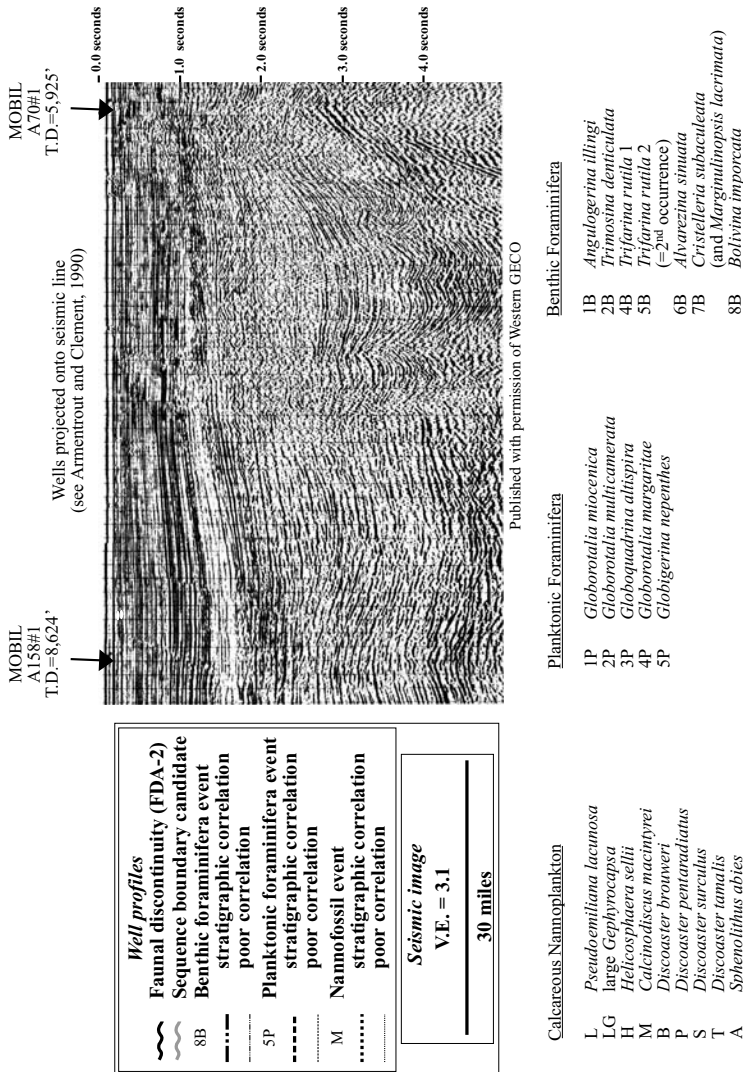 MOBIL
A158#1
T.D.=8,624'
Wells projected onto seismic line
(see Armentrout and Clement, 1990)
MOBIL
A70#1
T.D.=5,925'
0.0 seconds
1.0 seconds
2.0 seconds
3.0 seconds
4.0 seconds
Published with permission of Western GECO
Well profiles
Faunal discontinuity (FDA-2)
Sequence boundary candidate
8B Benthic foraminifera event
stratigraphic correlation
poor correlation
5P Planktonic foraminifera event
stratigraphic correlation
poor correlation
M Nannofossil event
stratigraphic correlation
poor correlation
Seismic image
V.E. = 3.1
30 miles
Calcareous Nannoplankton
L Pseudoemiliana lacunosa
LG large Gephyrocapsa
H Helicosphaera sellii
M Calcinodiscus macintyrei
B Discoaster brouweri
P Discoaster pentaradiatus
S Discoaster surculus
T Discoaster tamalis
A Sphenolithus abies
Planktonic Foraminifera
1P Globorotalia miocenica
2P Globorotalia multicamerata
3P Globoquadrina altispira
4P Globorotalia margaritae
5P Globigerina nepenthes
Benthic Foraminifera
1B Angulogerina illingi
2B Trimosina denticulata
4B Trifarina rutila 1
5B Trifarina rutila 2
(=2nd occurrence)
6B Alvarezina sinuata
7B Cristelleria subaculeata
(and Marginulinopsis lacrimata)
8B Bolivina imporcata